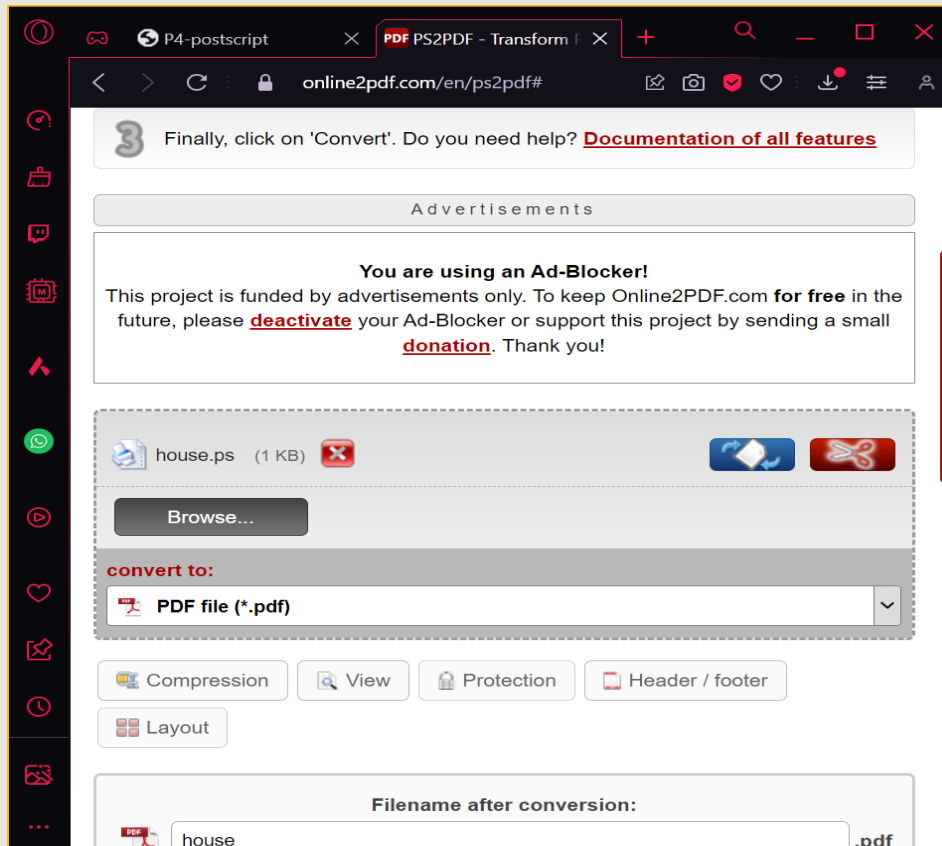 P4-postscript
PDF PS2PDF - Transform P
online2pdf.com/en/ps2pdf#
3 Finally, click on 'Convert'. Do you need help? Documentation of all features
Advertisements
You are using an Ad-Blocker!
This project is funded by advertisements only. To keep Online2PDF.com for free in the
future, please deactivate your Ad-Blocker or support this project by sending a small
donation. Thank you!
house.ps (1 KB)
Browse...
convert to:
PDF file (*.pdf)
Compression View Protection Header / footer
Layout
Filename after conversion:
PDF house .pdf